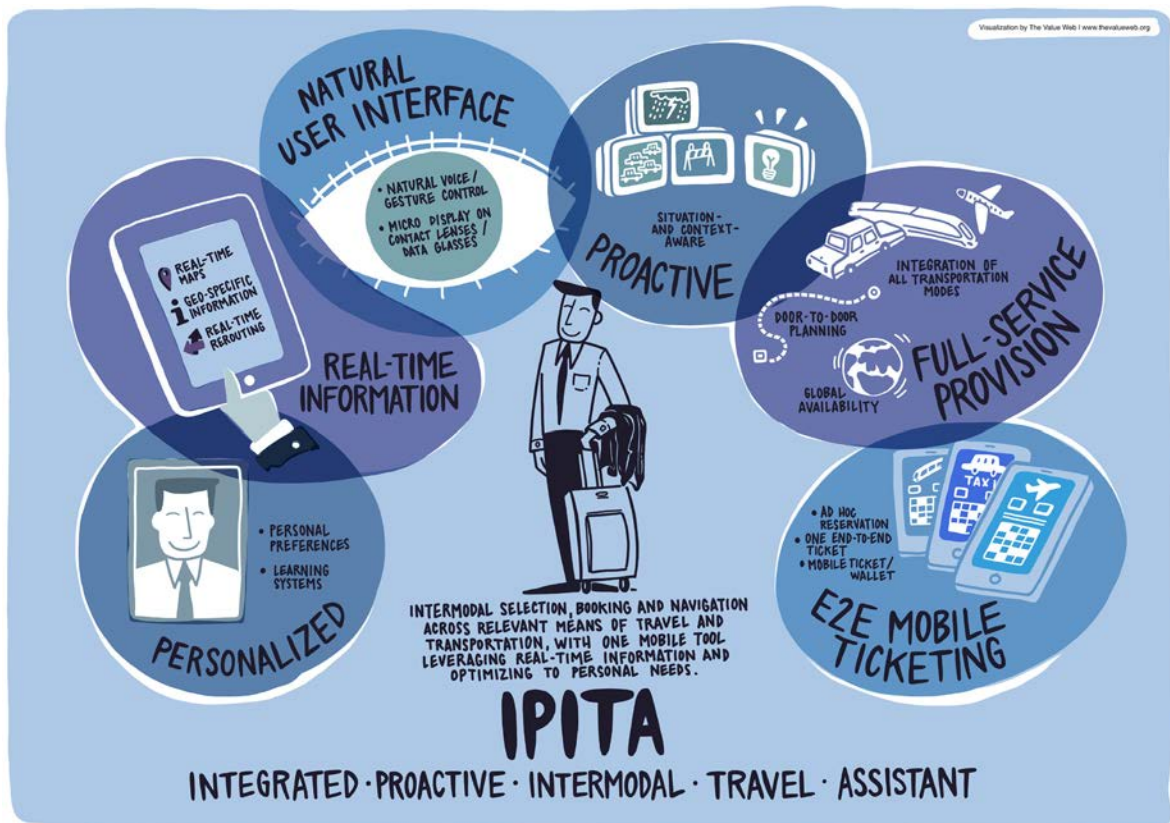 Visualization by The Value Web I www.thevalueweb.org
NATURAL
USER INTERFACE
• NATURAL VOICE/
GESTURE CONTROL
• MICRO DISPLAY ON
CONTACT LENSES/
DATA GLASSES
SITUATION-
AND CONTEXT-
AWARE
PROACTIVE
REAL-TIME
MAPS
i GEO-SPECIFIC
INFORMATION
REAL-TIME
REROUTING
REAL-TIME
INFORMATION
INTEGRATION OF
ALL TRANSPORTATION
MODES
DOOR-TO-DOOR
PLANNING
GLOBAL
AVAILABILITY
FULL-SERVICE
PROVISION
• PERSONAL
PREFERENCES
• LEARNING
SYSTEMS
PERSONALIZED
TAXI
• AD HOC
RESERVATION
• ONE END-TO-END
TICKET
• MOBILE TICKET/
WALLET
E2E MOBILE
TICKETING
INTERMODAL SELECTION, BOOKING AND NAVIGATION
ACROSS RELEVANT MEANS OF TRAVEL AND
TRANSPORTATION, WITH ONE MOBILE TOOL
LEVERAGING REAL-TIME INFORMATION AND
OPTIMIZING TO PERSONAL NEEDS.
IPITA
INTEGRATED · PROACTIVE · INTERMODAL · TRAVEL · ASSISTANT